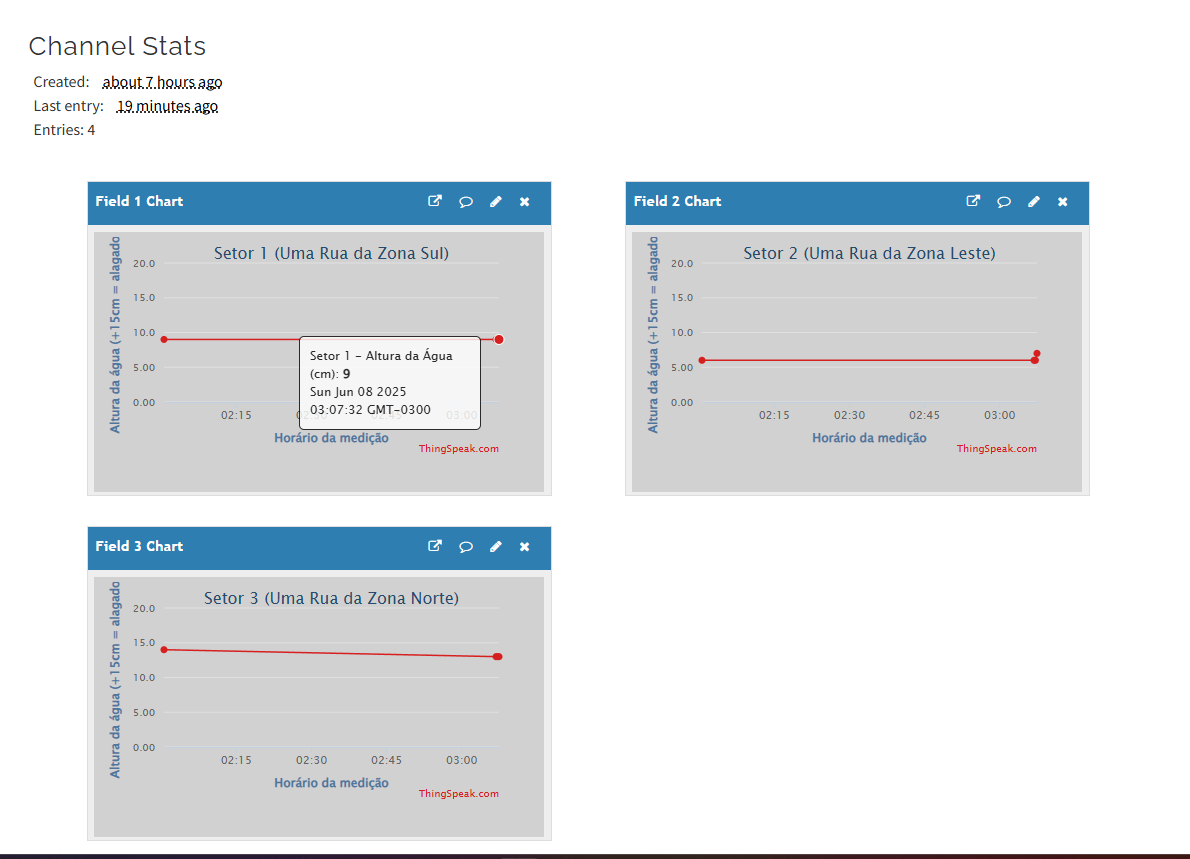 Channel Stats
Created: about 7 hours ago
Last entry: 19 minutes ago
Entries: 4
Field 1 Chart
Setor 1 (Uma Rua da Zona Sul)
Altura da água (+15cm = alagado
20.0
15.0
10.0
5.00
0.00
Setor 1 - Altura da Água
(cm): 9
Sun Jun 08 2025
03:07:32 GMT-0300
02:15
02:30
02:45
03:00
Horário da medição
ThingSpeak.com
Field 2 Chart
Setor 2 (Uma Rua da Zona Leste)
Altura da água (+15cm = alagado
20.0
15.0
10.0
5.00
0.00
02:15
02:30
02:45
03:00
Horário da medição
ThingSpeak.com
Field 3 Chart
Setor 3 (Uma Rua da Zona Norte)
Altura da água (+15cm = alagado
20.0
15.0
10.0
5.00
0.00
02:15
02:30
02:45
03:00
Horário da medição
ThingSpeak.com